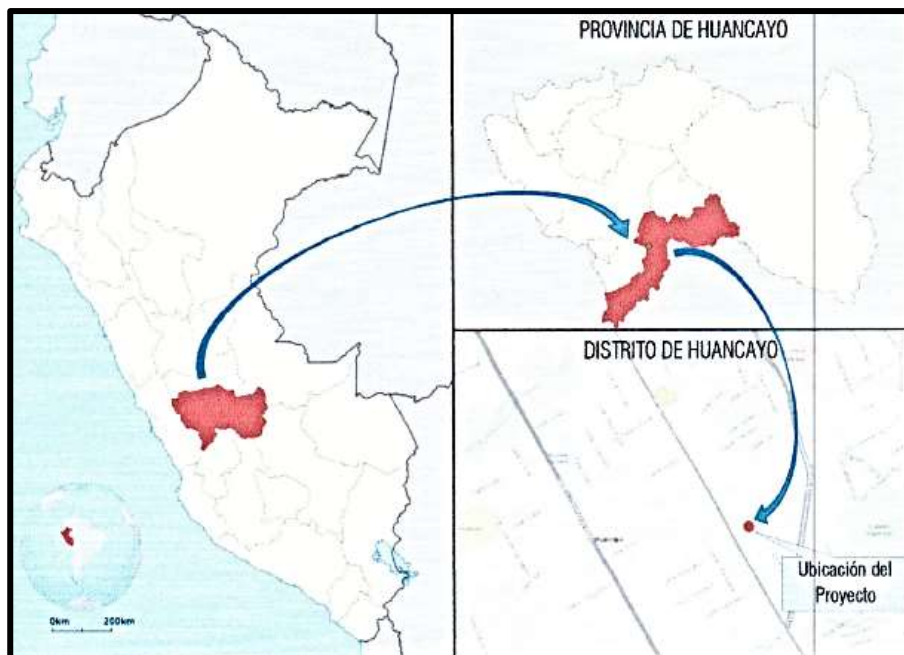 PROVINCIA DE HUANCAYO
DISTRITO DE HUANCAYO
Ubicación del
Proyecto
0km 200km